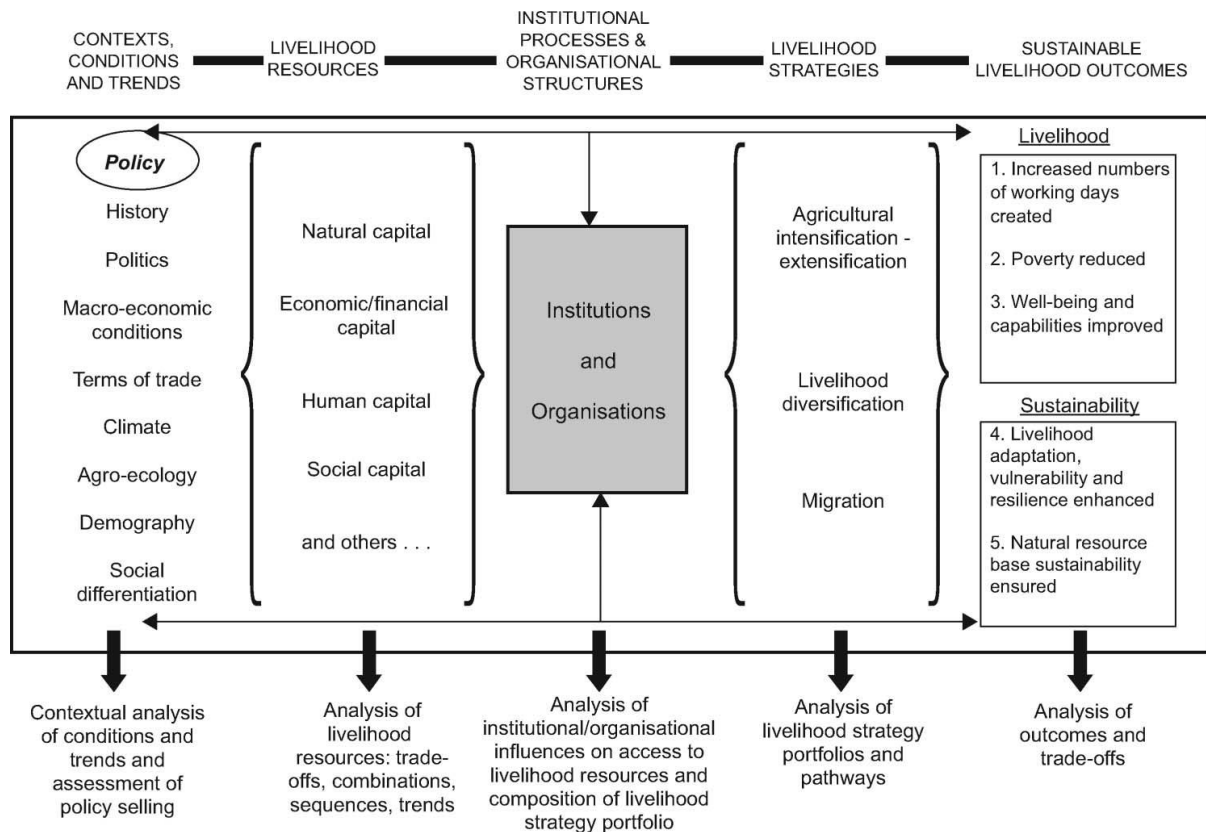 CONTEXTS,
CONDITIONS
AND TRENDS
LIVELIHOOD
RESOURCES
INSTITUTIONAL
PROCESSES &
ORGANISATIONAL
STRUCTURES
LIVELIHOOD
STRATEGIES
SUSTAINABLE
LIVELIHOOD OUTCOMES
Policy
History
Politics
Macro-economic
conditions
Terms of trade
Climate
Agro-ecology
Demography
Social
differentiation
Natural capital
Economic/financial
capital
Human capital
Social capital
and others . . .
Institutions
and
Organisations
Agricultural
intensification -
extensification
Livelihood
diversification
Migration
Livelihood
1. Increased numbers
of working days
created
2. Poverty reduced
3. Well-being and
capabilities improved
Sustainability
4. Livelihood
adaptation,
vulnerability and
resilience enhanced
5. Natural resource
base sustainability
ensured
Contextual analysis
of conditions and
trends and
assessment of
policy selling
Analysis of
livelihood
resources: trade-
offs, combinations,
sequences, trends
Analysis of
institutional/organisational
influences on access to
livelihood resources and
composition of livelihood
strategy portfolio
Analysis of
livelihood strategy
portfolios and
pathways
Analysis of
outcomes and
trade-offs